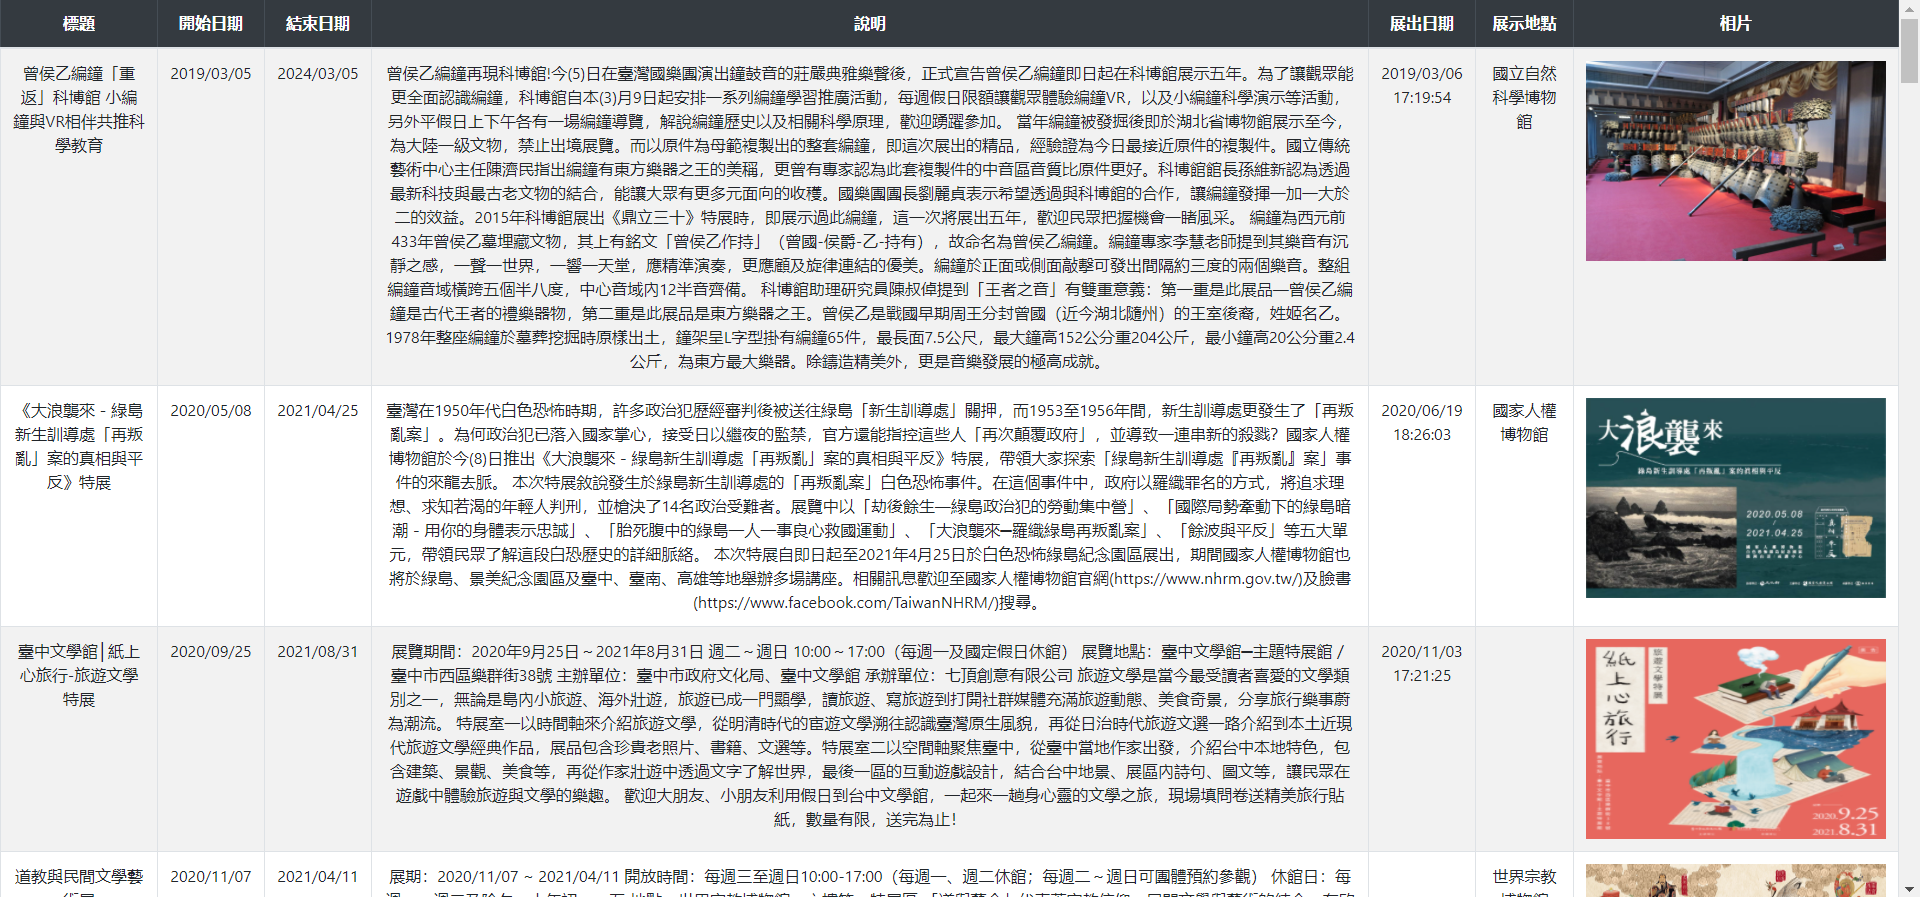 標題 開始日期 結束日期 說明 展出日期 展示地點 相片
曾侯乙編鐘「重返」科博館 小編鐘與VR相伴共推科學教育
2019/03/05
2024/03/05
曾侯乙編鐘再現科博館!今(5)日在臺灣國樂團演出鐘鼓音的莊嚴典雅樂聲後，正式宣告曾侯乙編鐘即日起在科博館展示五年。為了讓觀眾能
更全面認識編鐘，科博館自本(3)月9日起安排一系列編鐘學習推廣活動，每週假日限額讓觀眾體驗編鐘VR，以及小編鐘科學演示等活動，
另外平假日上下午各有一場編鐘導覽，解說編鐘歷史以及相關科學原理，歡迎踴躍參加。 當年編鐘被發掘後即於湖北省博物館展示至今，
為大陸一級文物，禁止出境展覽。而以原件為母範複製出的整套編鐘，即這次展出的精品，經驗證為今日最接近原件的複製件。國立傳統
藝術中心主任陳濟民指出編鐘有東方樂器之王的美稱，更曾有專家認為此套複製件的中音區音質比原件更好。科博館館長孫維新認為透過
最新科技與最古老文物的結合，能讓大眾有更多元面向的收穫。國樂團團長劉麗貞表示希望透過與科博館的合作，讓編鐘發揮一加一大於
二的效益。2015年科博館展出《鼎立三十》特展時，即展示過此編鐘，這一次將展出五年，歡迎民眾把握機會一睹風采。 編鐘為西元前
433年曾侯乙墓埋藏文物，其上有銘文「曾侯乙作持」（曾國-侯爵-乙-持有），故命名為曾侯乙編鐘。編鐘專家李慧老師提到其樂音有沉
靜之感，一聲一世界，一響一天堂，應精準演奏，更應顧及旋律連結的優美。編鐘於正面或側面敲擊可發出間隔約三度的兩個樂音。整組
編鐘音域橫跨五個半八度，中心音域內12半音齊備。 科博館助理研究員陳叔倬提到「王者之音」有雙重意義：第一重是此展品—曾侯乙編
鐘是古代王者的禮樂器物，第二重是此展品是東方樂器之王。曾侯乙是戰國早期周王分封曾國（近今湖北隨州）的王室後裔，姓姬名乙。
1978年整座編鐘於墓葬挖掘時原樣出土，鐘架呈L字型掛有編鐘65件，最長面7.5公尺，最大鐘高152公分重204公斤，最小鐘高20公分重2.4
公斤，為東方最大樂器。除鑄造精美外，更是音樂發展的極高成就。
2019/03/06
17:19:54
國立自然
科學博物
館
《大浪襲來－綠島
新生訓導處「再叛
亂」案的真相與平
反》特展
2020/05/08
2021/04/25
臺灣在1950年代白色恐怖時期，許多政治犯歷經審判後被送往綠島「新生訓導處」關押，而1953至1956年間，新生訓導處更發生了「再叛
亂案」。為何政治犯已落入國家掌心，接受日以繼夜的監禁，官方還能指控這些人「再次顛覆政府」，並導致一連串新的殺戮？國家人權
博物館於今(8)日推出《大浪襲來－綠島新生訓導處「再叛亂」案的真相與平反》特展，帶領大家探索「綠島新生訓導處『再叛亂』案」事
件的來龍去脈。 本次特展敘說發生於綠島新生訓導處的「再叛亂案」白色恐怖事件。在這個事件中，政府以羅織罪名的方式，將追求理
想、求知若渴的年輕人判刑，並槍決了14名政治受難者。展覽中以「劫後餘生—綠島政治犯的勞動集中營」、「國際局勢牽動下的綠島暗
潮－用你的身體表示忠誠」、「胎死腹中的綠島一人一事良心救國運動」、「大浪襲來━羅織綠島再叛亂案」、「餘波與平反」等五大單
元，帶領民眾了解這段白恐歷史的詳細脈絡。 本次特展自即日起至2021年4月25日於白色恐怖綠島紀念園區展出，期間國家人權博物館也
將於綠島、景美紀念園區及臺中、臺南、高雄等地舉辦多場講座。相關訊息歡迎至國家人權博物館官網(https://www.nhrm.gov.tw/)及臉書
(https://www.facebook.com/TaiwanNHRM/)搜尋。
2020/06/19
18:26:03
國家人權
博物館
大浪襲來
綠島新生訓導處「再叛亂」案的真相與平反
2020.05.08
2021.04.25
真相平反
臺中文學館│紙上
心旅行-旅遊文學
特展
2020/09/25
2021/08/31
展覽期間：2020年9月25日～2021年8月31日 週二～週日 10:00～17:00（每週一及國定假日休館） 展覽地點：臺中文學館━主題特展館 /
臺中市西區樂群街38號 主辦單位：臺中市政府文化局、臺中文學館 承辦單位：七頂創意有限公司 旅遊文學是當今最受讀者喜愛的文學類
別之一，無論是島內小旅遊、海外壯遊，旅遊已成一門顯學，讀旅遊、寫旅遊到打開社群媒體充滿旅遊動態、美食奇景，分享旅行樂事蔚
為潮流。 特展室一以時間軸來介紹旅遊文學，從明清時代的宦遊文學溯往認識臺灣原生風貌，再從日治時代旅遊文選一路介紹到本土近現
代旅遊文學經典作品，展品包含珍貴老照片、書籍、文選等。特展室二以空間軸聚焦臺中，從臺中當地作家出發，介紹台中本地特色，包
含建築、景觀、美食等，再從作家壯遊中透過文字了解世界，最後一區的互動遊戲設計，結合台中地景、展區內詩句、圖文等，讓民眾在
遊戲中體驗旅遊與文學的樂趣。 歡迎大朋友、小朋友利用假日到台中文學館，一起來一趟身心靈的文學之旅，現場填問卷送精美旅行貼
紙，數量有限，送完為止！
2020/11/03
17:21:25
紙上心旅行
旅遊文學特展
2020.9.25
2021.8.31
道教與民間文學藝
2020/11/07
2021/04/11
展期：2020/11/07 ~ 2021/04/11 開放時間：每週三至週日10:00-17:00（每週一、週二休館；每週二～週日可團體預約參觀） 休館日：每
世界宗教